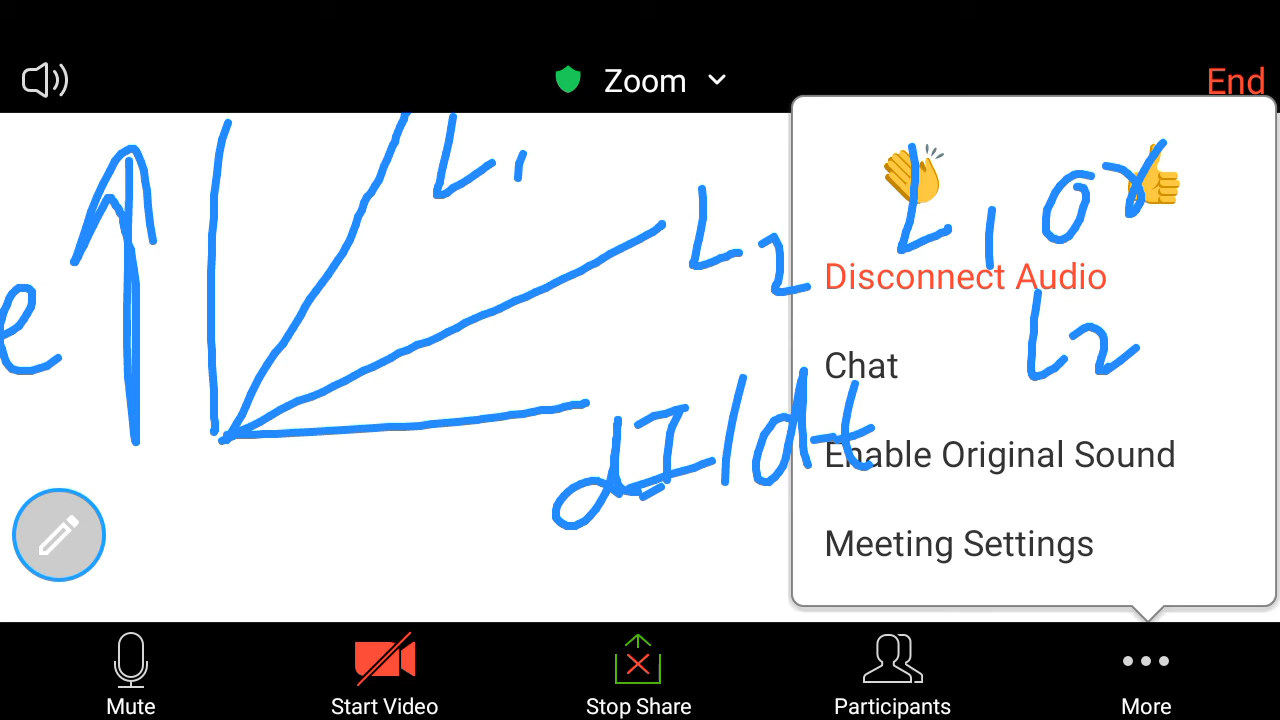 Zoom
End
L1
L2
e
dI/dt
L1 or
L2
Disconnect Audio
Chat
Enable Original Sound
Meeting Settings
Mute
Start Video
Stop Share
Participants
More